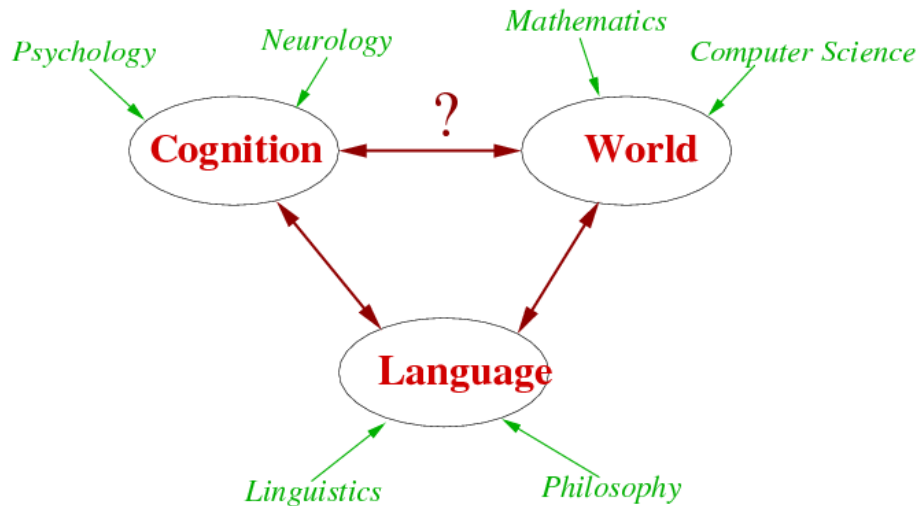 Psychology
Neurology
Mathematics
Computer Science
?
Cognition
World
Language
Linguistics
Philosophy